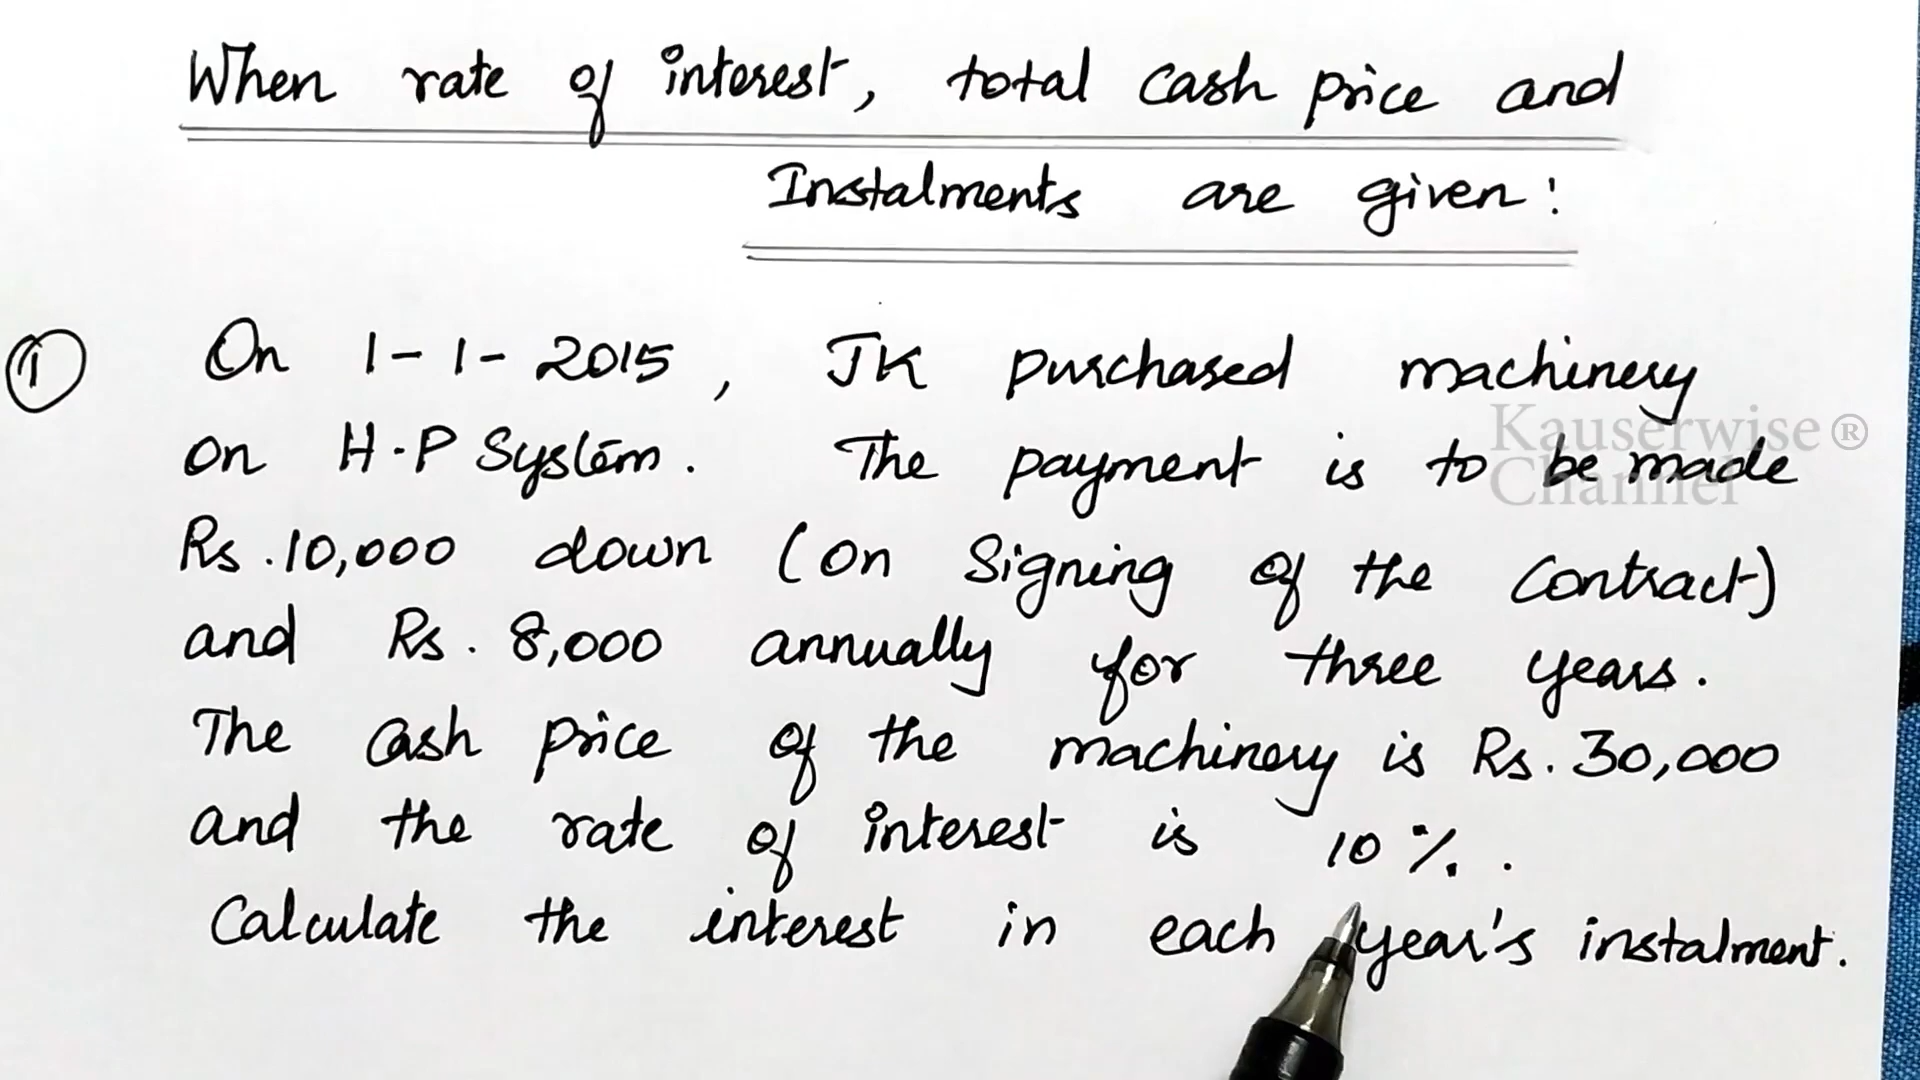 When rate of interest, total cash price and
Instalments are given:
① On 1-1-2015, JK purchased machinery
on H.P System. The payment is to be made
Rs.10,000 down (on signing of the contract)
and Rs. 8,000 annually for three years.
The cash price of the machinery is Rs. 30,000
and the rate of interest is 10%.
Calculate the interest in each year's instalment.
Kauserwise®
Channel